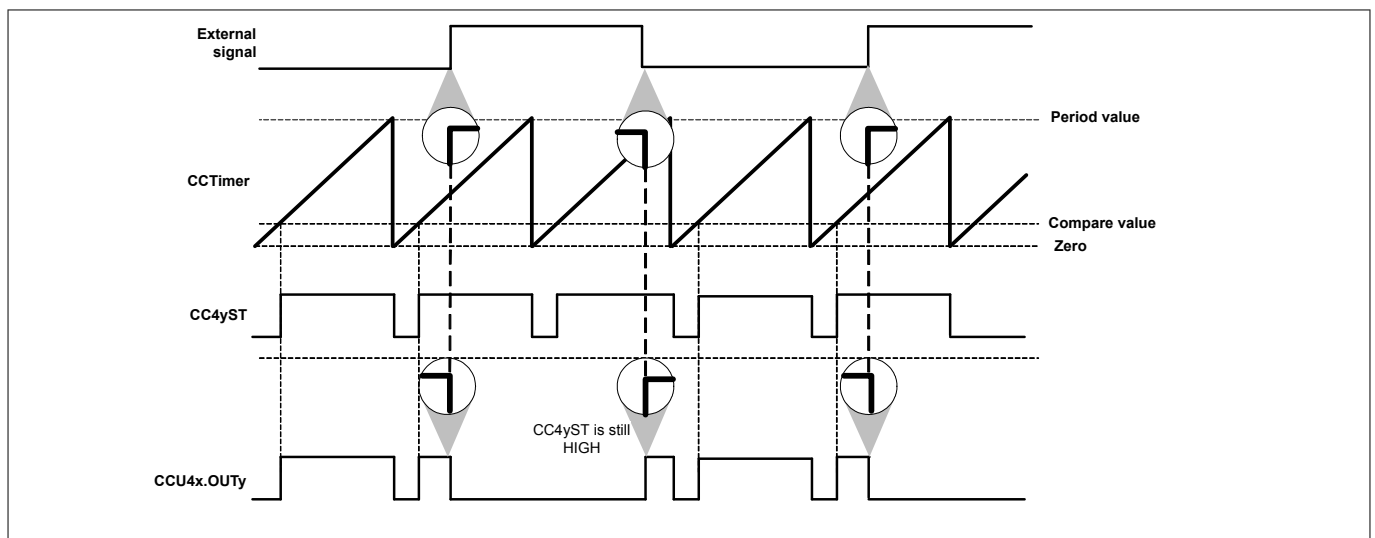 External
signal
Period value
CCTimer
Compare value
Zero
CC4yST
CC4yST is still
HIGH
CCU4x.OUTy